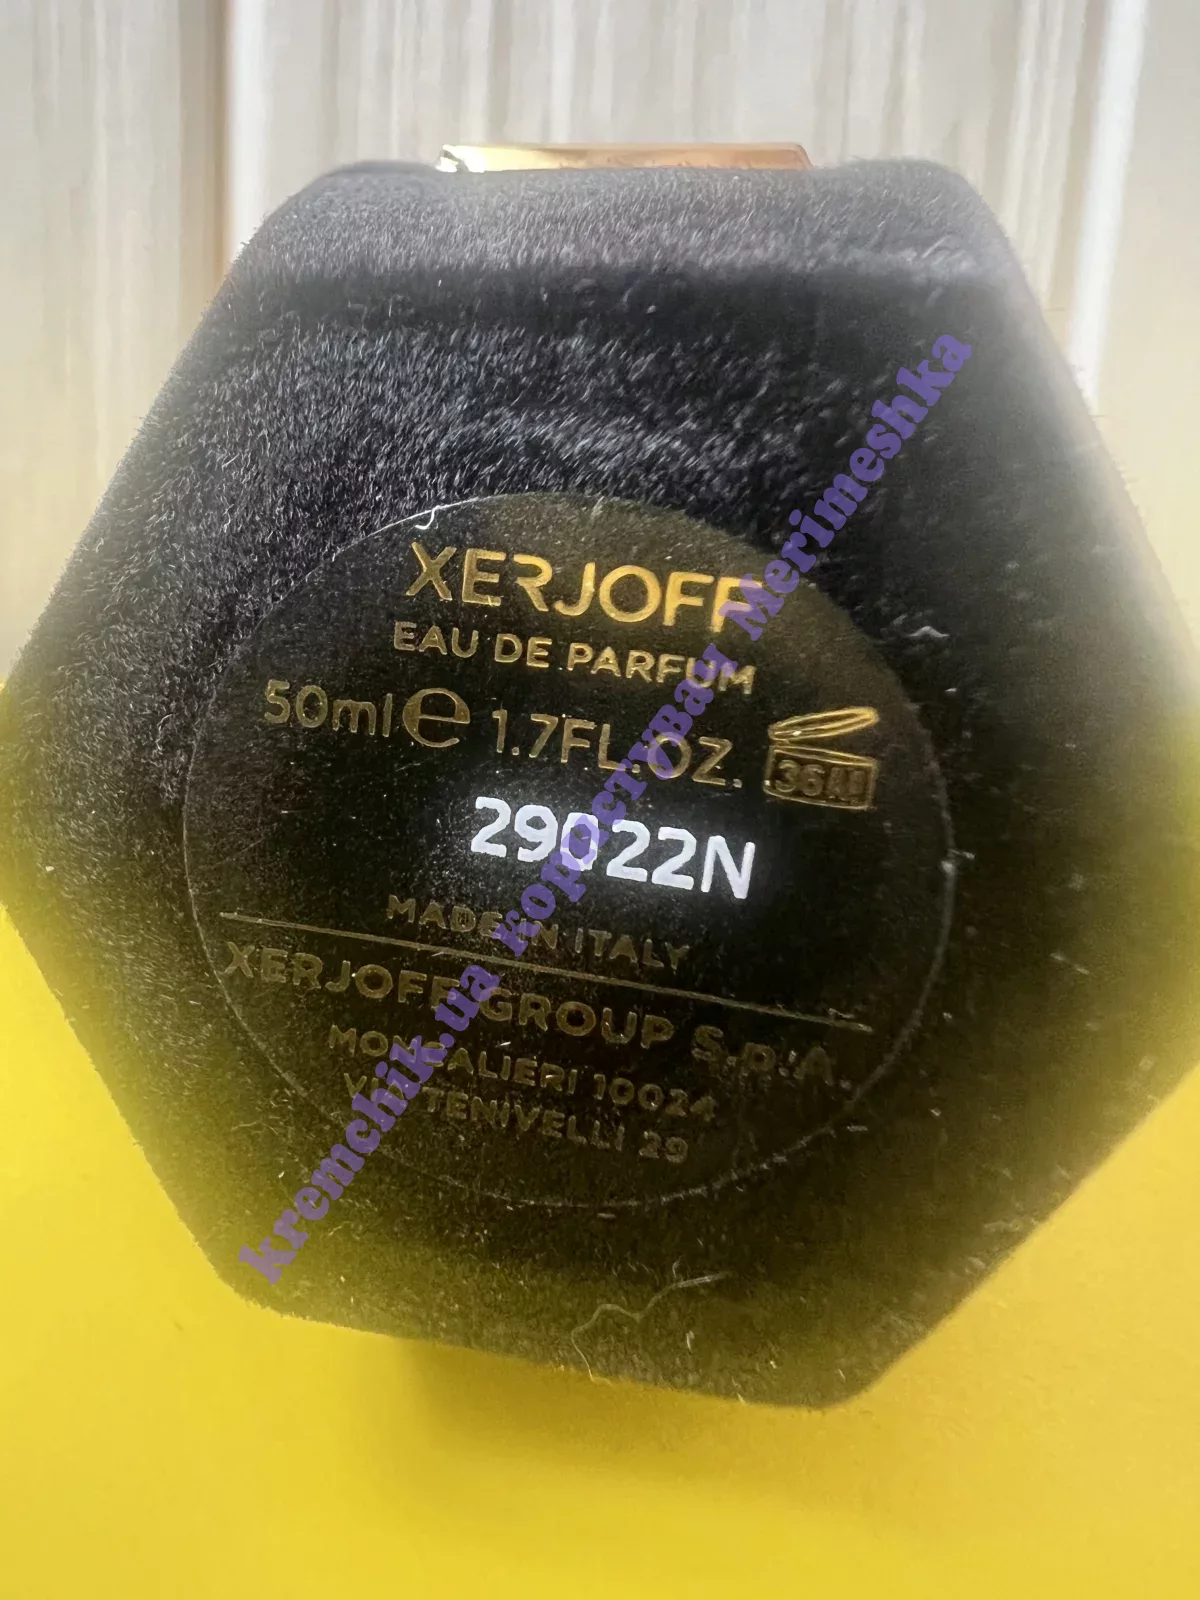 XERJOFF
EAU DE PARFUM
50ml e 1.7FL.OZ.
36M
29022N
MADE IN ITALY
XERJOFF GROUP S.p.A.
MONCALIERI 10024
VIA TENIVELLI 29
kremchik.ua користувач Merimeshka